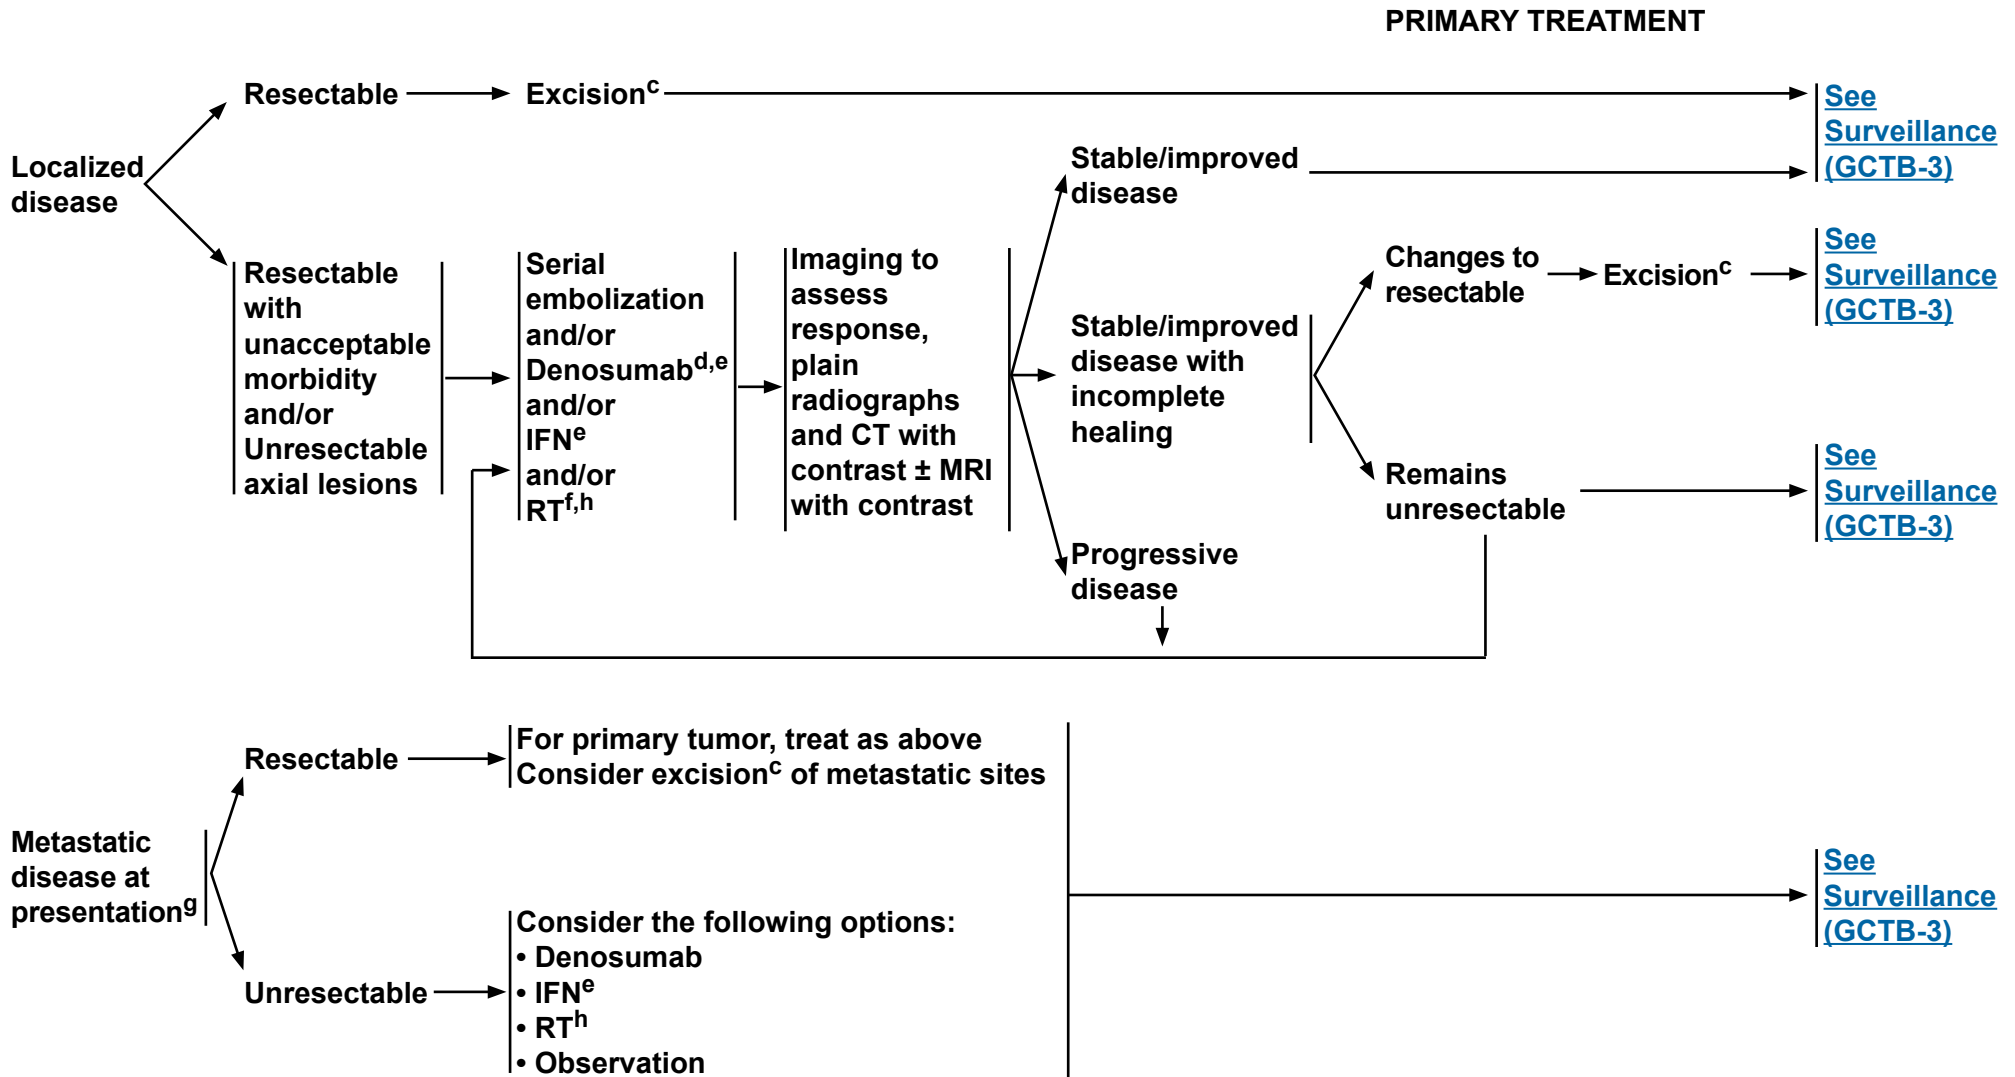 PRIMARY TREATMENT
Localized
disease
Resectable
Excisionᶜ
See
Surveillance
(GCTB-3)
Resectable
with
unacceptable
morbidity
and/or
Unresectable
axial lesions
Serial
embolization
and/or
Denosumabᵈ,ᵉ
and/or
IFNᵉ
and/or
RTᶠ,ʰ
Imaging to
assess
response,
plain
radiographs
and CT with
contrast ± MRI
with contrast
Stable/improved
disease
Stable/improved
disease with
incomplete
healing
Progressive
disease
Changes to
resectable
Excisionᶜ
See
Surveillance
(GCTB-3)
Remains
unresectable
See
Surveillance
(GCTB-3)
Metastatic
disease at
presentationᵍ
Resectable
For primary tumor, treat as above
Consider excisionᶜ of metastatic sites
Unresectable
Consider the following options:
• Denosumab
• IFNᵉ
• RTʰ
• Observation
See
Surveillance
(GCTB-3)